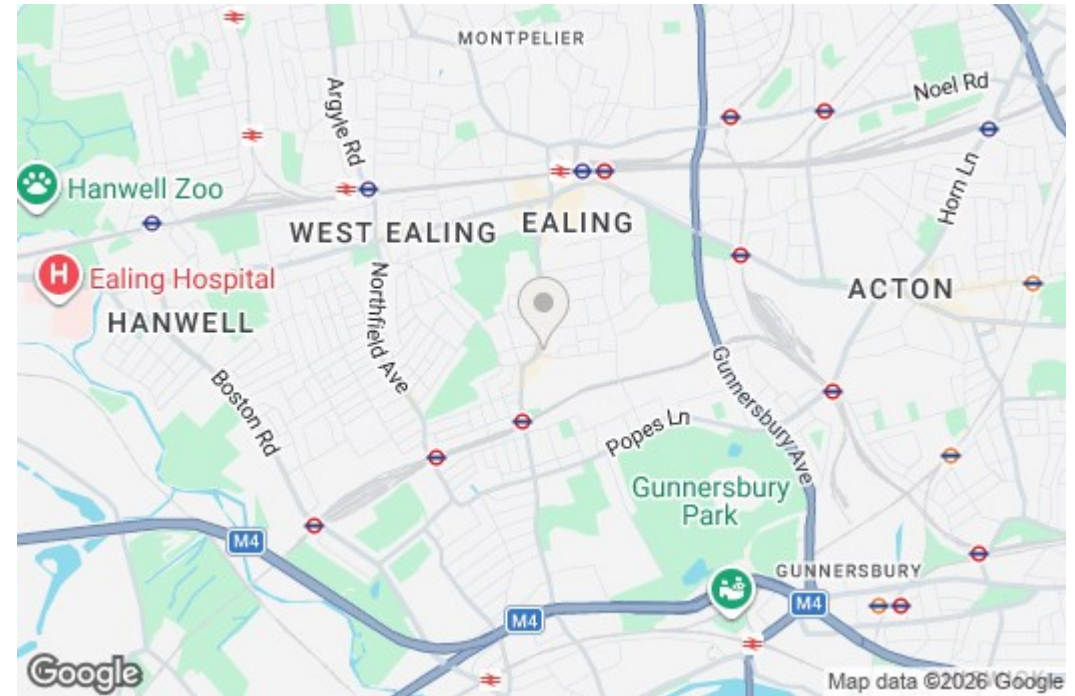 MONTPELIER
Noel Rd
Argyle Rd
Horn Ln
Hanwell Zoo
WEST EALING
EALING
H
Ealing Hospital
ACTON
HANWELL
Northfield Ave
Gunnersbury Ave
Boston Rd
Popes Ln
Gunnersbury
Park
M4
GUNNERSBURY
M4
M4
Google
Map data ©2026 Google